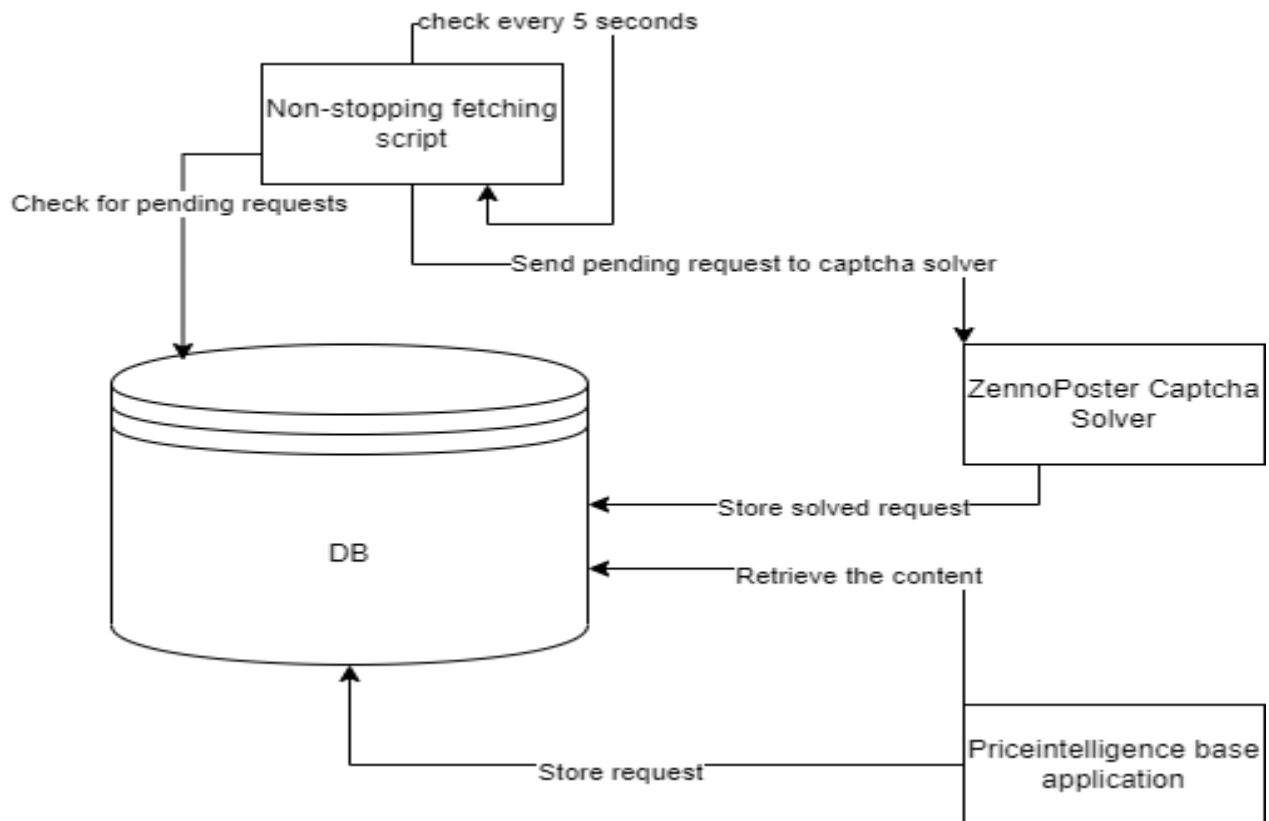 check every 5 seconds
Non-stopping fetching
script
Check for pending requests
Send pending request to captcha solver
ZennoPoster Captcha
Solver
Store solved request
DB
Retrieve the content
Priceintelligence base
application
Store request